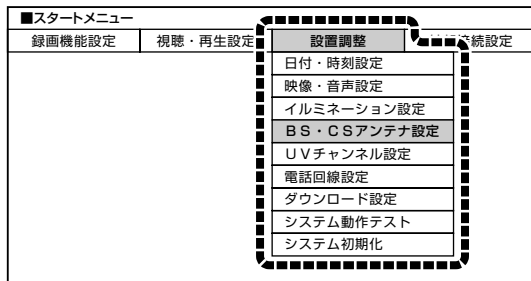 ■スタートメニュー
録画機能設定 視聴・再生設定 設置調整 接続設定
日付・時刻設定
映像・音声設定
イルミネーション設定
BS・CSアンテナ設定
UVチャンネル設定
電話回線設定
ダウンロード設定
システム動作テスト
システム初期化